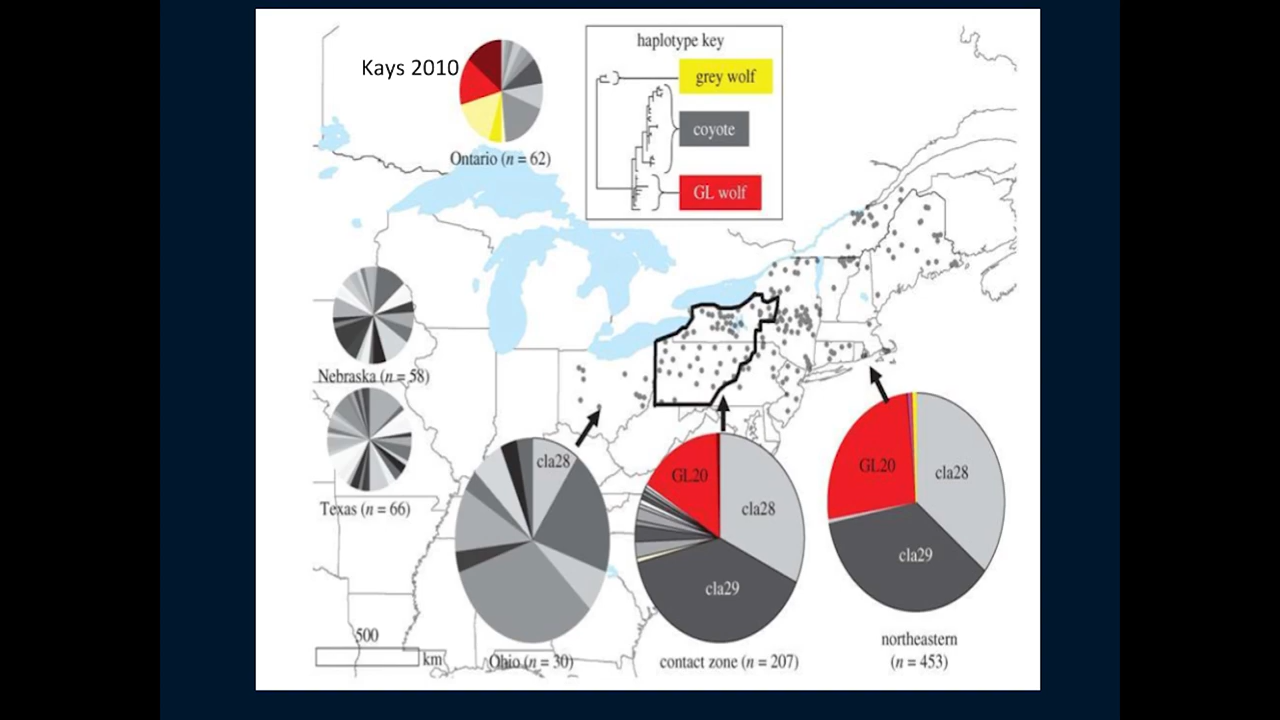 Kays 2010
haplotype key
grey wolf
coyote
GL wolf
Ontario (n = 62)
Nebraska (n = 58)
Texas (n = 66)
cla28
GL20
cla28
cla29
GL20
cla28
cla29
500
km
Ohio (n = 30)
contact zone (n = 207)
northeastern
(n = 453)